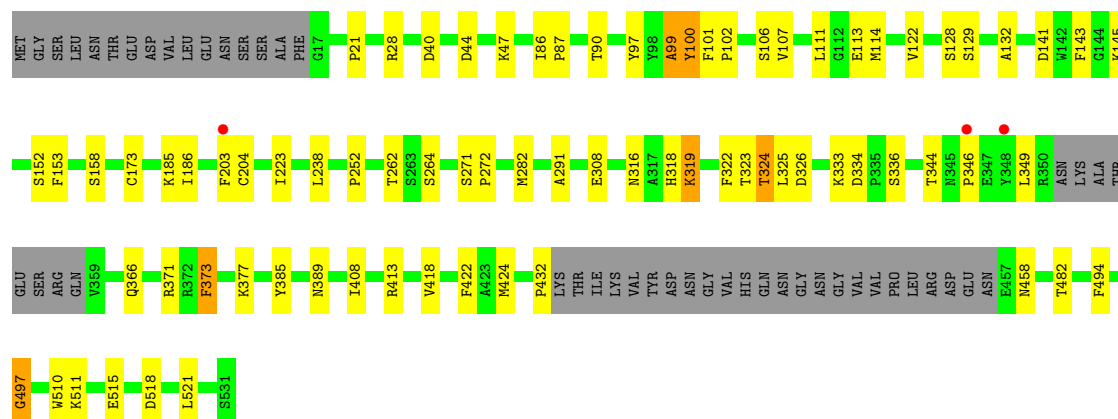 MET GLY SER LEU ASN THR GLU ASP VAL LEU GLU ASN SER SER ALA PHE G17 P21 R28 D40 D44 K47 I86 P87 T90 Y97 Y98 A99 Y100 F101 P102 S106 V107 L111 G112 E113 M114 V122 S128 S129 A132 D141 W142 F143 G144 K145
S152 F153 S158 C173 K185 I186 F203 C204 I223 L238 P252 T262 S263 S264 S271 P272 M282 A291 E308 N316 A317 H318 K319 F322 T323 T324 L325 D326 K333 D334 P335 S336 T344 N345 P346 E347 Y348 L349 R350 ASN LYS ALA THR
GLU SER ARG GLN V359 Q366 R371 R372 F373 K377 Y385 N389 I408 R413 V418 F422 A423 M424 P432 LYS THR ILE LYS VAL TYR ASP ASN GLY VAL HIS GLN ASN GLY ASN GLY VAL VAL PRO LEU ARG ASP GLU ASN E457 N458 T482 F494
G497 W510 K511 E515 D518 L521 S531